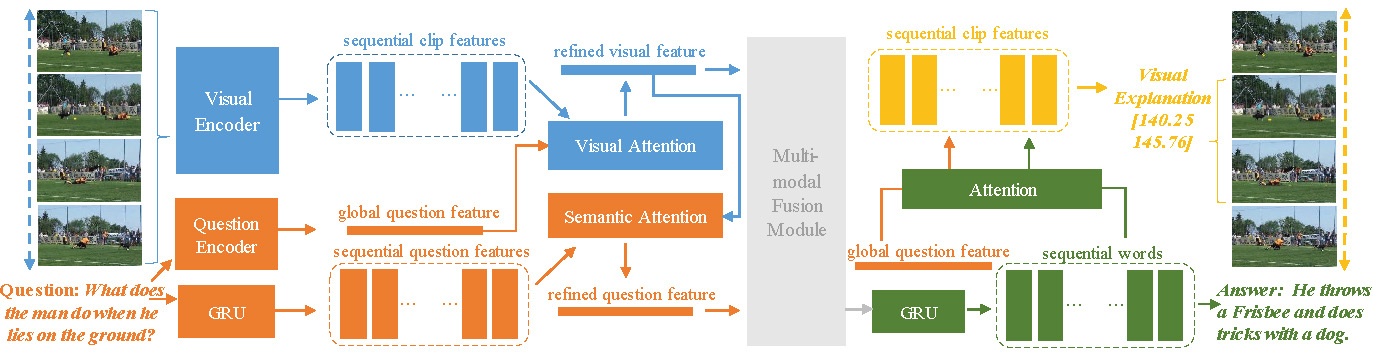 sequential clip features
refined visual feature
Visual
Encoder
... ...
Visual Attention
global question feature
Semantic Attention
Question
Encoder
sequential question features
... ...
GRU
refined question feature
Question: What does
the man do when he
lies on the ground?
Multi-
modal
Fusion
Module
sequential clip features
... ...
Visual
Explanation
[140.25
145.76]
Attention
global question feature
sequential words
GRU
... ...
Answer: He throws
a Frisbee and does
tricks with a dog.